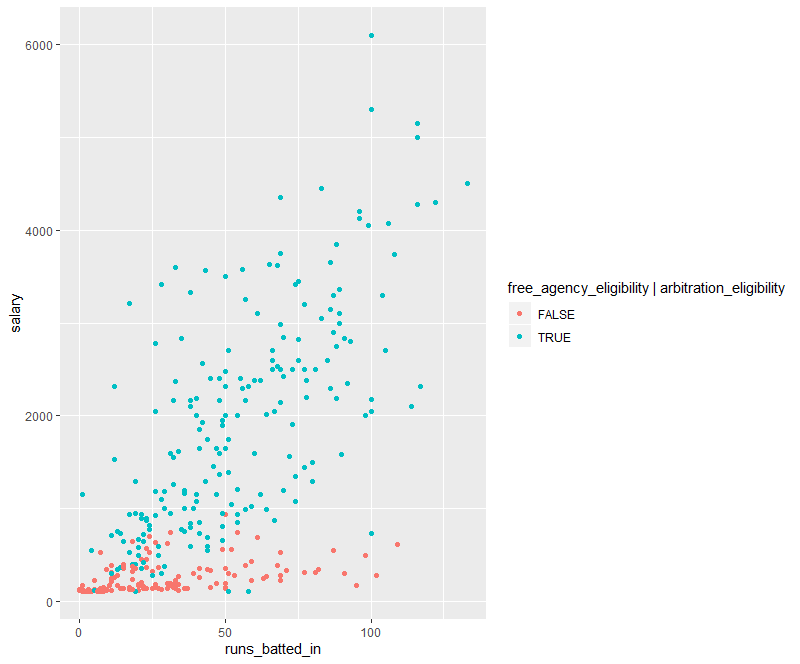 6000
4000
2000
0
salary
0
50
100
runs_batted_in
free_agency_eligibility | arbitration_eligibility
FALSE
TRUE